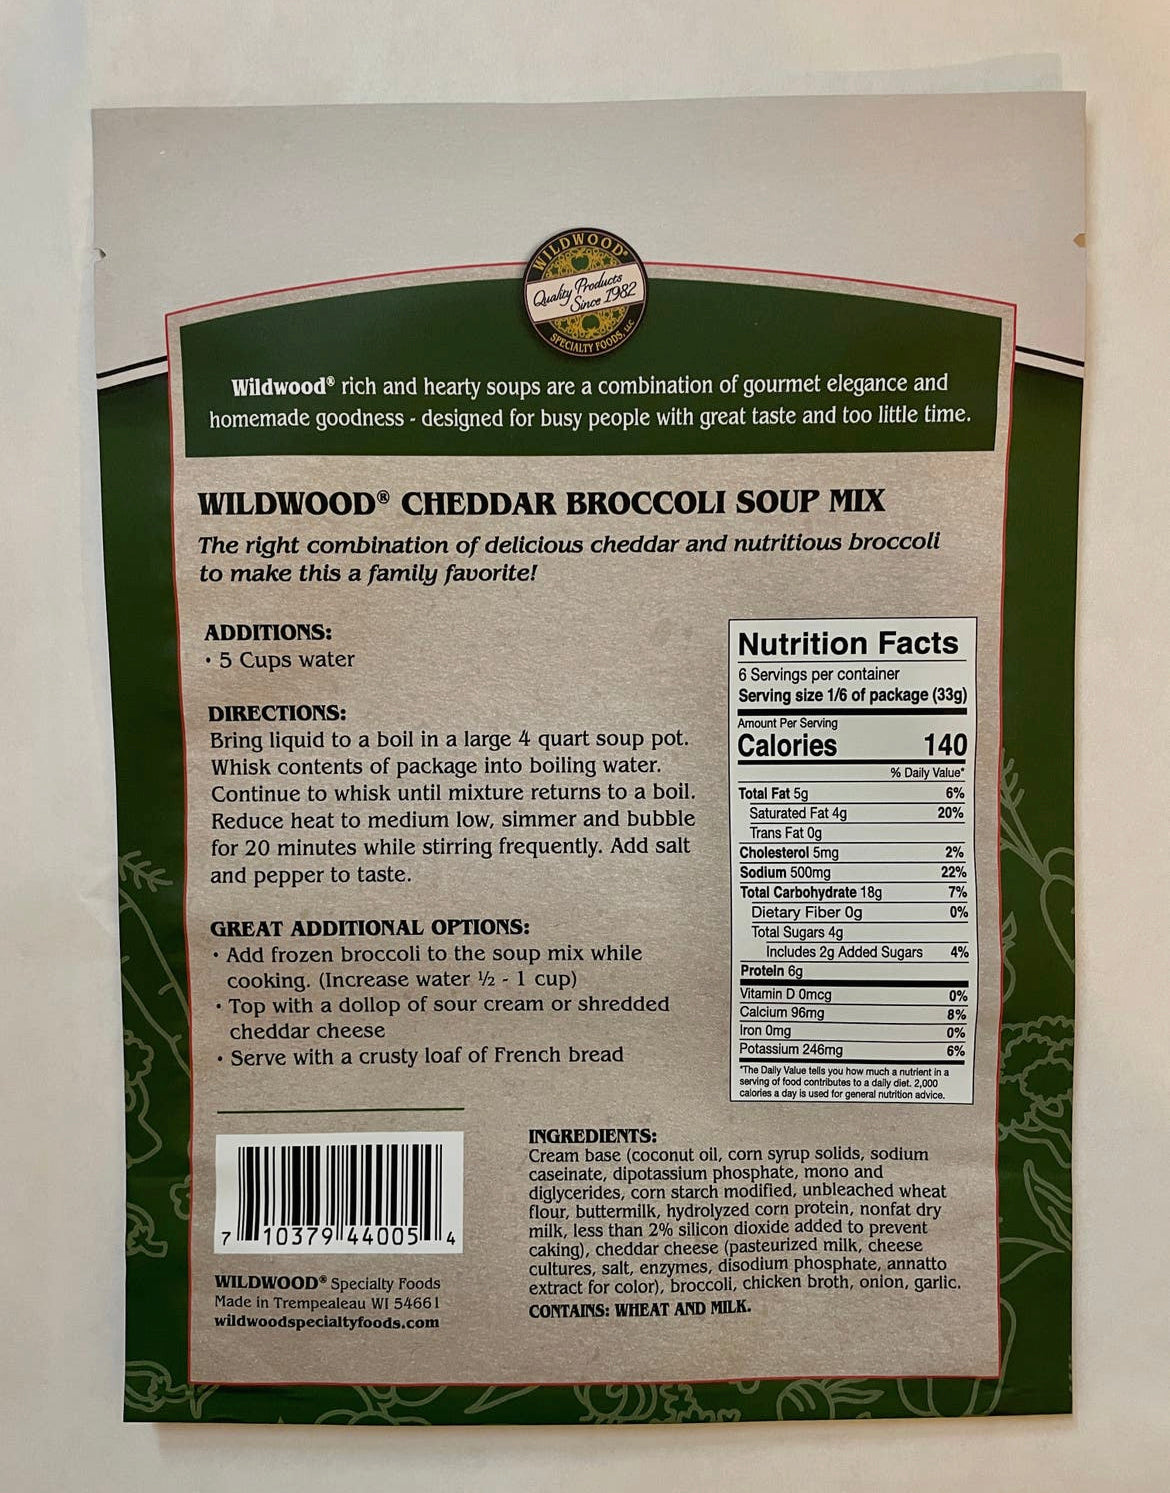 WILDWOOD®
Quality Products
Since 1982
SPECIALTY FOODS, LLC
Wildwood® rich and hearty soups are a combination of gourmet elegance and
homemade goodness - designed for busy people with great taste and too little time.
WILDWOOD® CHEDDAR BROCCOLI SOUP MIX
The right combination of delicious cheddar and nutritious broccoli
to make this a family favorite!
ADDITIONS:
• 5 Cups water
DIRECTIONS:
Bring liquid to a boil in a large 4 quart soup pot.
Whisk contents of package into boiling water.
Continue to whisk until mixture returns to a boil.
Reduce heat to medium low, simmer and bubble
for 20 minutes while stirring frequently. Add salt
and pepper to taste.
GREAT ADDITIONAL OPTIONS:
• Add frozen broccoli to the soup mix while
cooking. (Increase water ½ - 1 cup)
• Top with a dollop of sour cream or shredded
cheddar cheese
• Serve with a crusty loaf of French bread
Nutrition Facts
6 Servings per container
Serving size 1/6 of package (33g)
Amount Per Serving
Calories 140
% Daily Value*
Total Fat 5g 6%
Saturated Fat 4g 20%
Trans Fat 0g
Cholesterol 5mg 2%
Sodium 500mg 22%
Total Carbohydrate 18g 7%
Dietary Fiber 0g 0%
Total Sugars 4g
Includes 2g Added Sugars 4%
Protein 6g
Vitamin D 0mcg 0%
Calcium 96mg 8%
Iron 0mg 0%
Potassium 246mg 6%
*The Daily Value tells you how much a nutrient in a
serving of food contributes to a daily diet. 2,000
calories a day is used for general nutrition advice.
7 10379 44005 4
WILDWOOD® Specialty Foods
Made in Trempealeau WI 54661
wildwoodspecialtyfoods.com
INGREDIENTS:
Cream base (coconut oil, corn syrup solids, sodium
caseinate, dipotassium phosphate, mono and
diglycerides, corn starch modified, unbleached wheat
flour, buttermilk, hydrolyzed corn protein, nonfat dry
milk, less than 2% silicon dioxide added to prevent
caking), cheddar cheese (pasteurized milk, cheese
cultures, salt, enzymes, disodium phosphate, annatto
extract for color), broccoli, chicken broth, onion, garlic.
CONTAINS: WHEAT AND MILK.